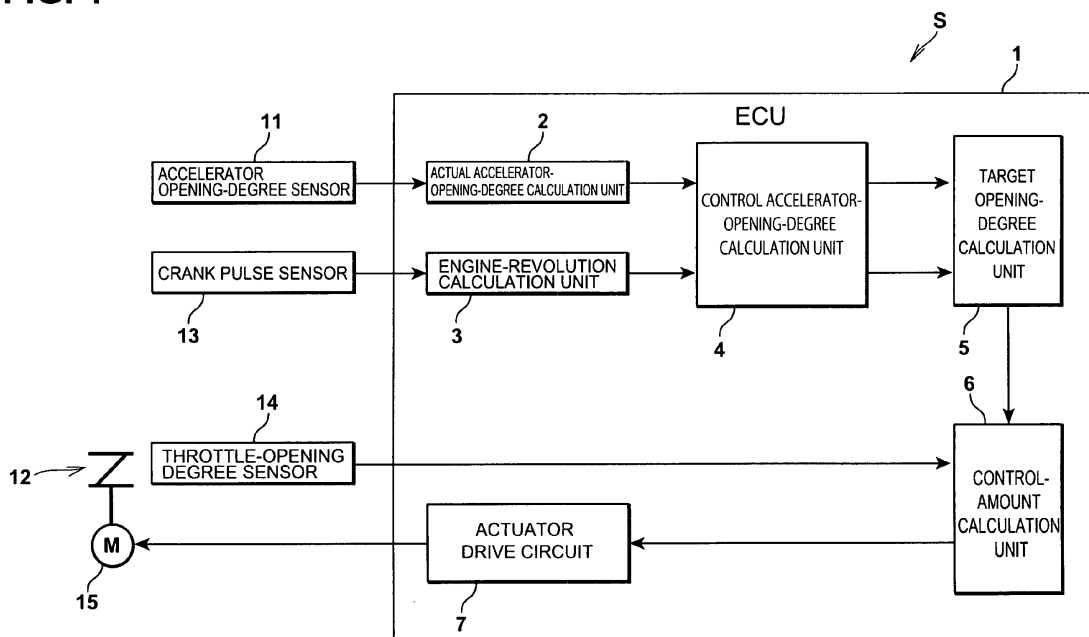 S
1
ECU
11
ACCELERATOR
OPENING-DEGREE SENSOR
2
ACTUAL ACCELERATOR-
OPENING-DEGREE CALCULATION UNIT
CONTROL ACCELERATOR-
OPENING-DEGREE
CALCULATION UNIT
4
TARGET
OPENING-
DEGREE
CALCULATION
UNIT
5
CRANK PULSE SENSOR
13
ENGINE-REVOLUTION
CALCULATION UNIT
3
6
14
THROTTLE-OPENING
DEGREE SENSOR
12
CONTROL-
AMOUNT
CALCULATION
UNIT
ACTUATOR
DRIVE CIRCUIT
7
M
15